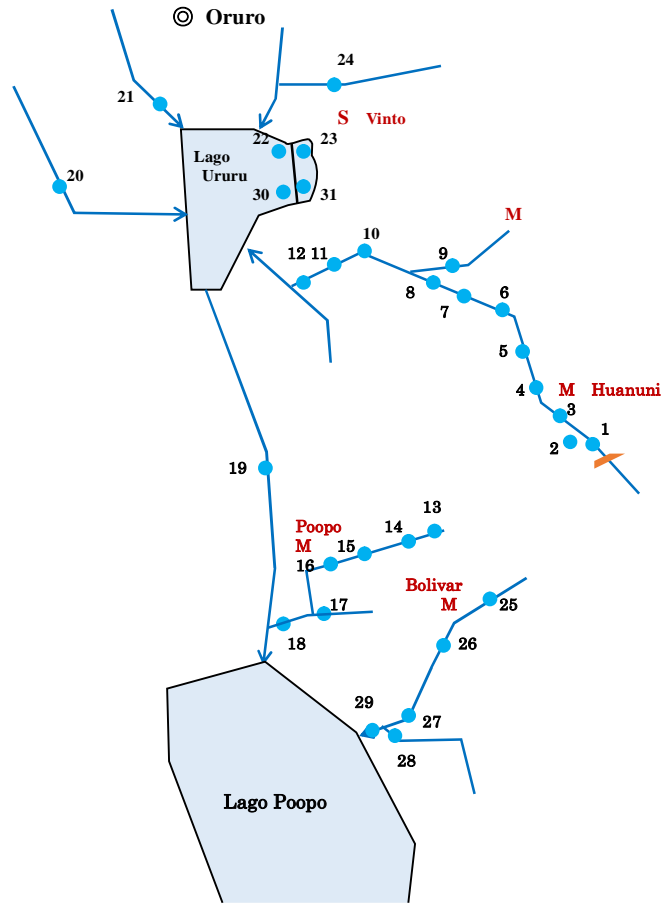 Oruro
24
21
S Vinto
22 23
Lago
Ururu
20
30 31
M
10
12 11 9
8
7 6
5
4 M Huanuni
3
1
2
19
13
Poopo
M 15 14
16
Bolivar
M 25
17
18 26
29
27
28
Lago Poopo